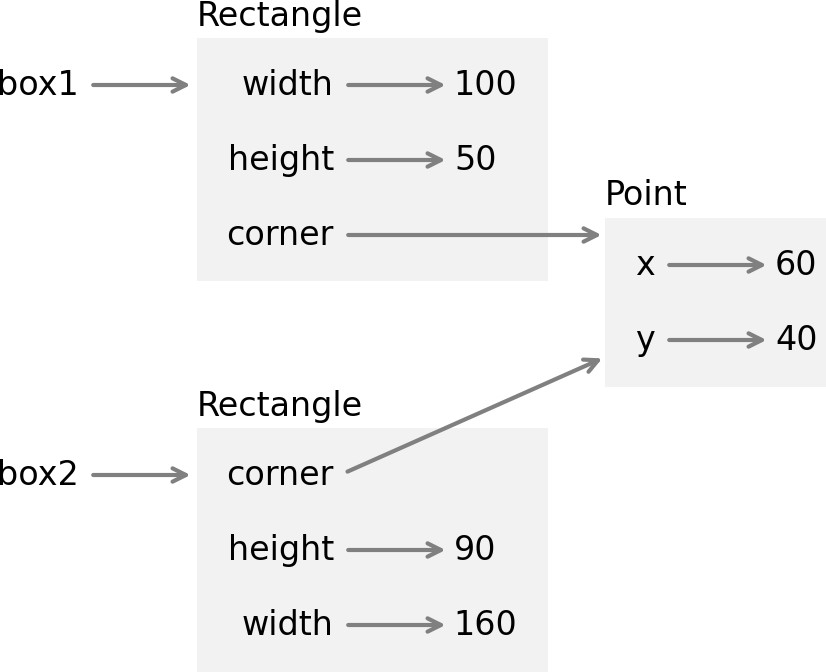 Rectangle
box1 width 100
height 50
corner
Point
x 60
y 40
Rectangle
box2 corner
height 90
width 160